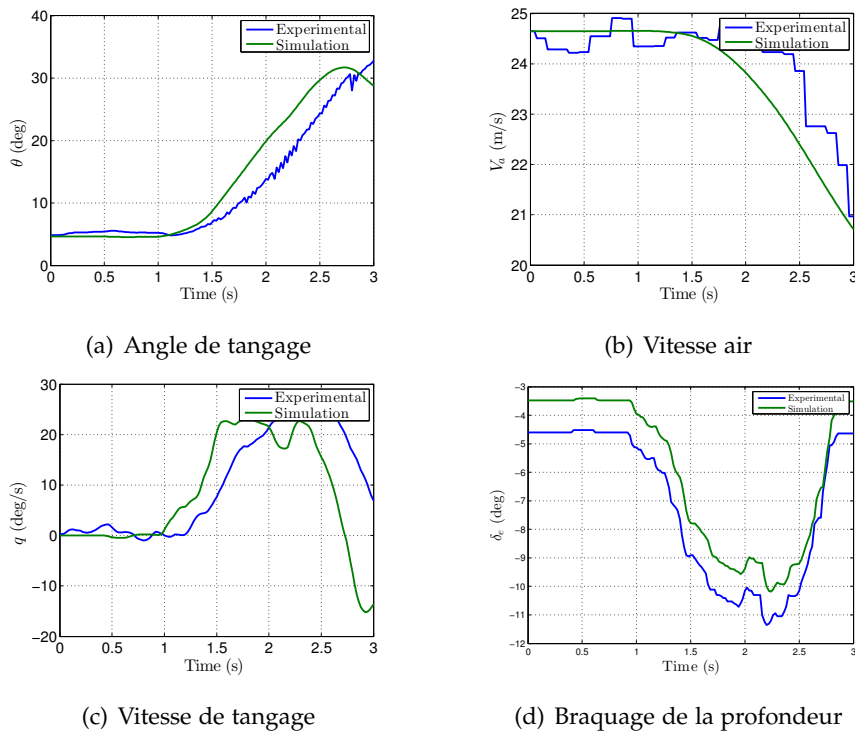 40
30
20
10
0
0 0.5 1 1.5 2 2.5 3
θ (deg)
Time (s)
Experimental
Simulation
(a) Angle de tangage
25
24
23
22
21
20
0 0.5 1 1.5 2 2.5 3
V_a (m/s)
Time (s)
Experimental
Simulation
(b) Vitesse air
30
20
10
0
−10
−20
0 0.5 1 1.5 2 2.5 3
q (deg/s)
Time (s)
Experimental
Simulation
(c) Vitesse de tangage
−3
−4
−5
−6
−7
−8
−9
−10
−11
−12
0 0.5 1 1.5 2 2.5 3
δ_e (deg)
Time (s)
Experimental
Simulation
(d) Braquage de la profondeur